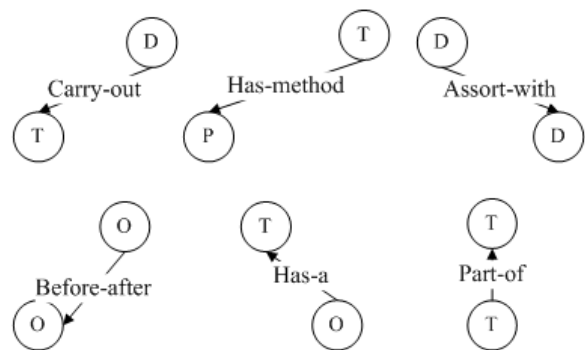 D T D
Carry-out Has-method Assort-with
T P D
O T T
Before-after Has-a Part-of
O O T